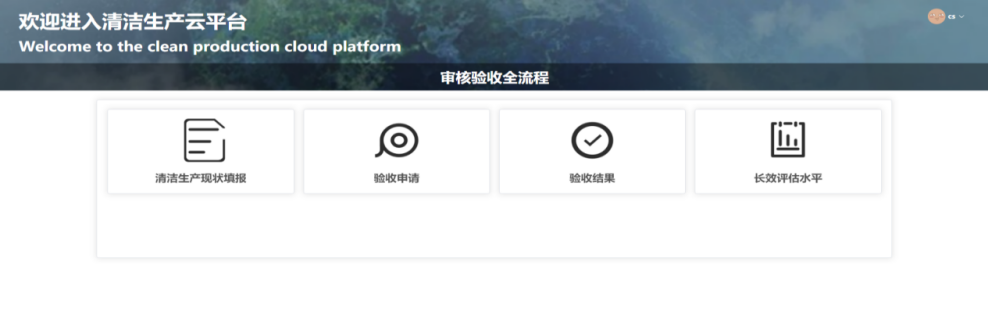 欢迎进入清洁生产云平台
Welcome to the clean production cloud platform
cs
审核验收全流程
清洁生产现状填报
验收申请
验收结果
长效评估水平